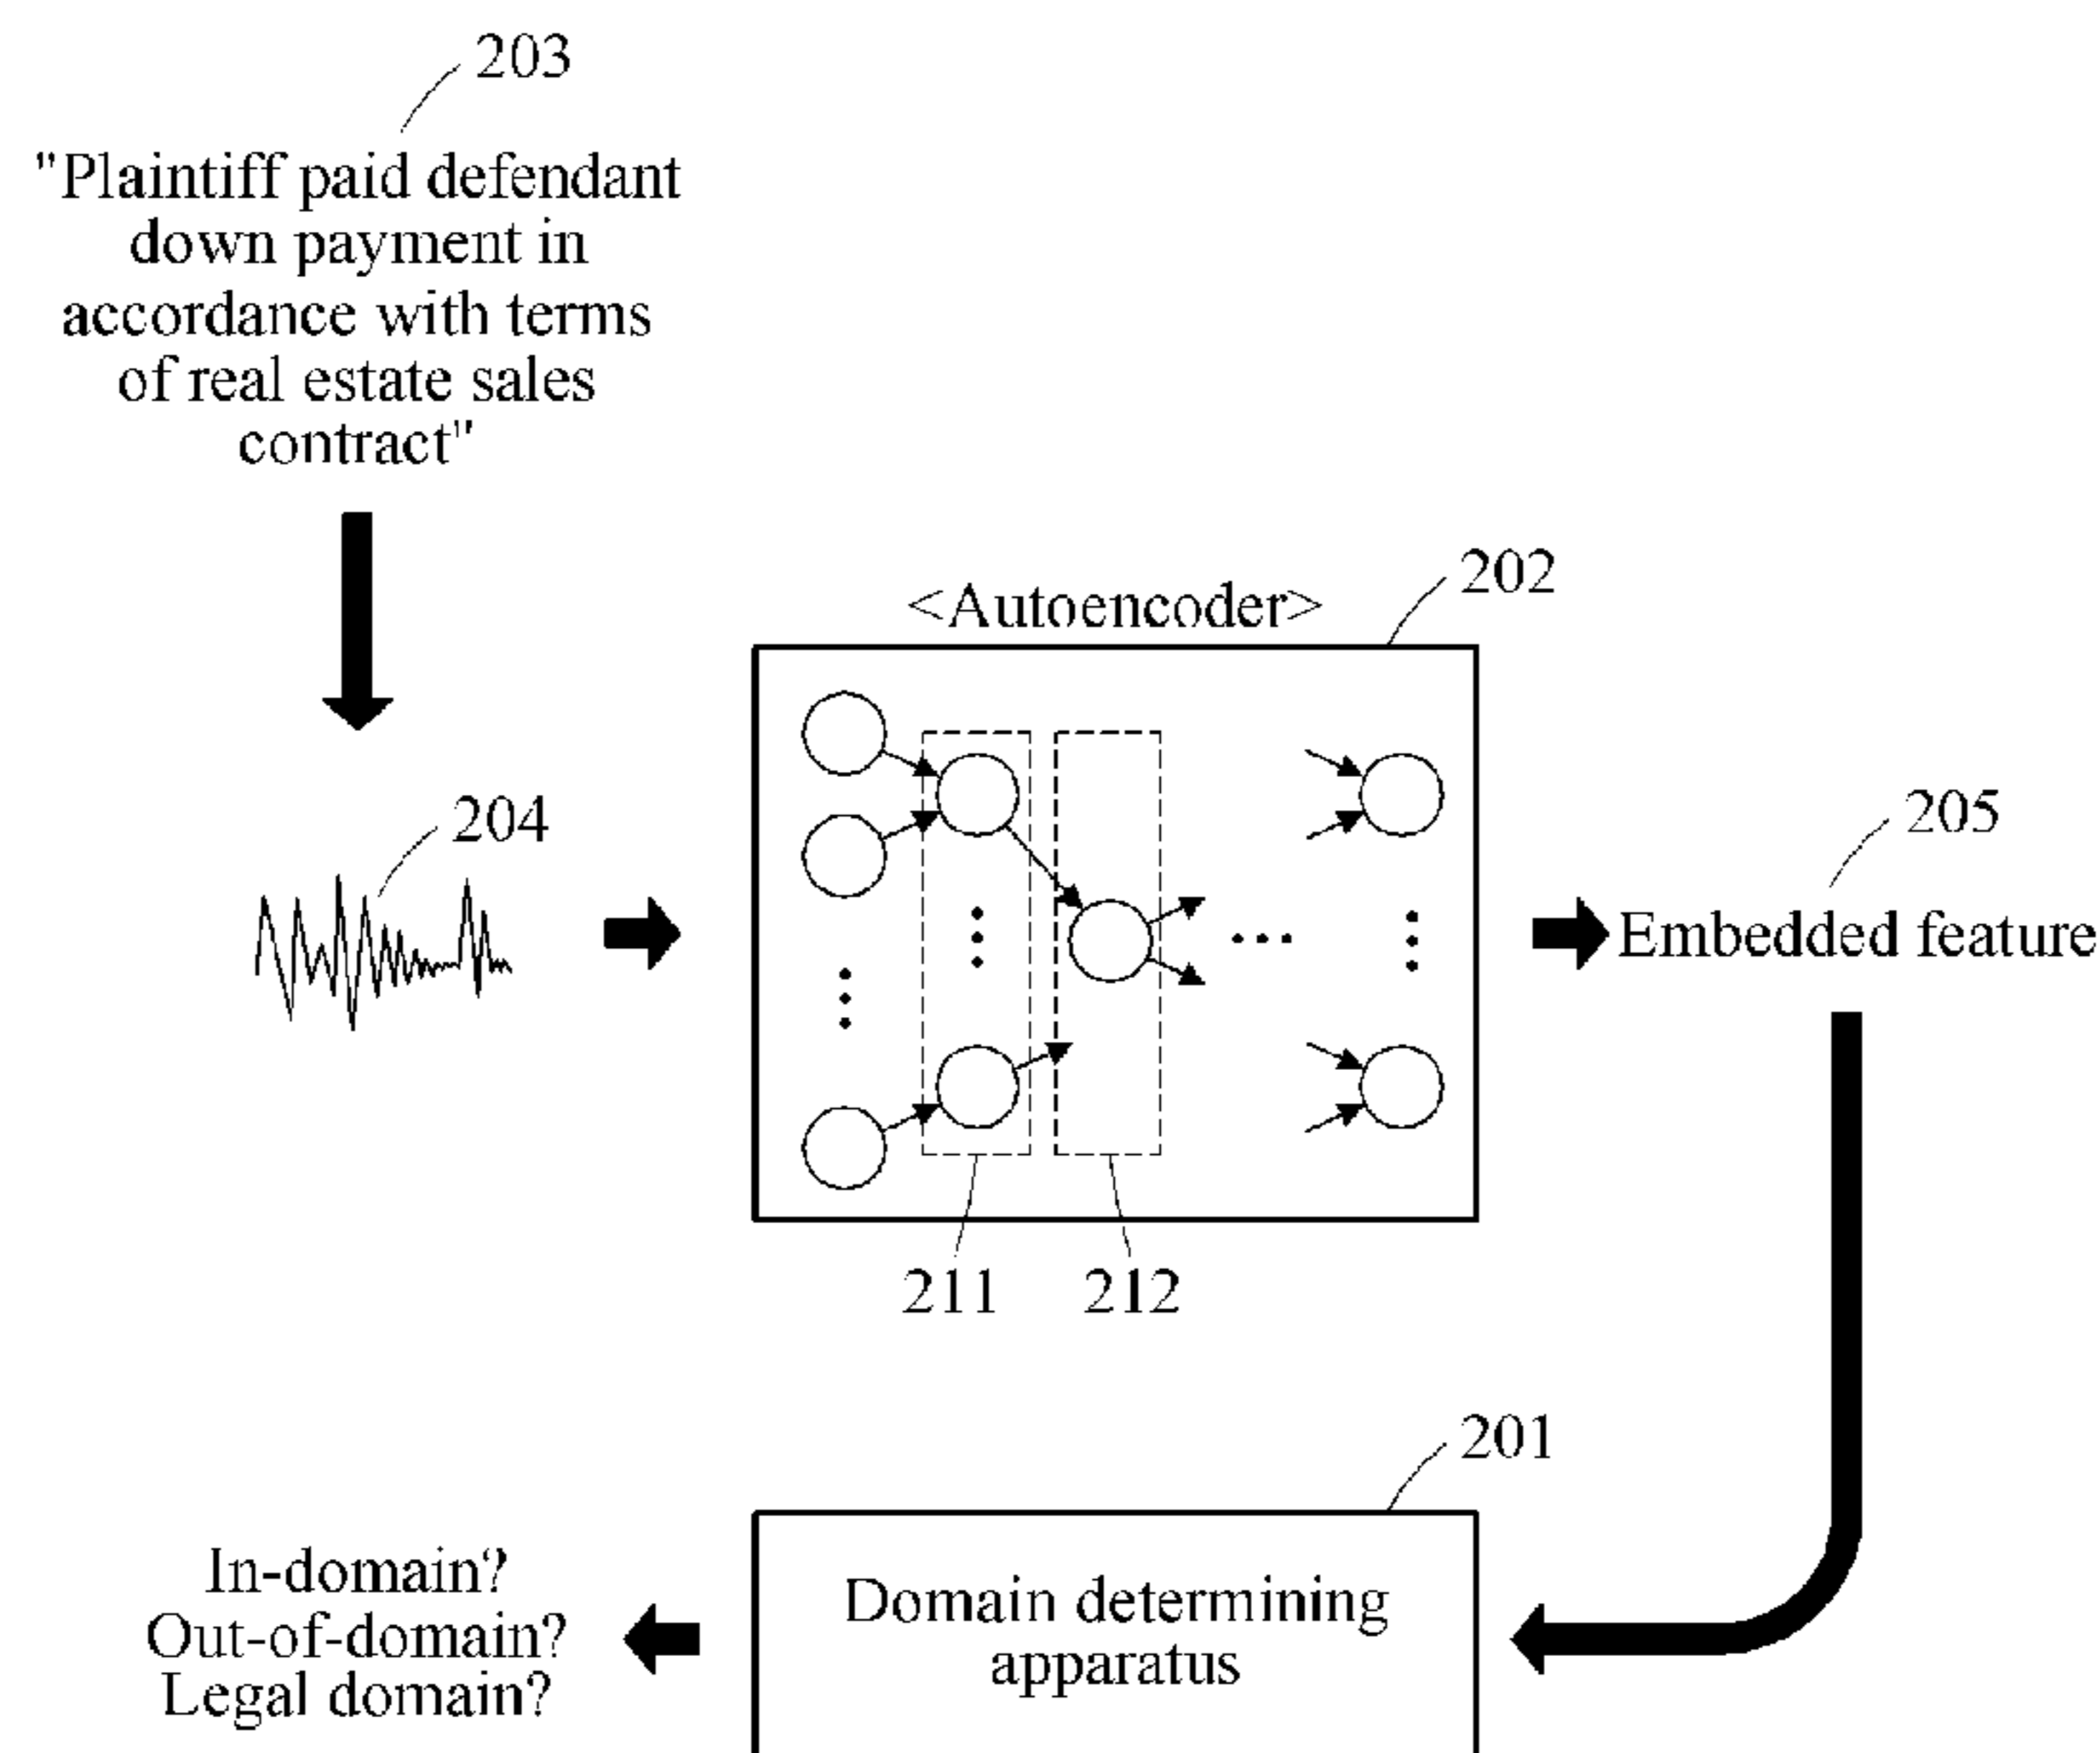 203
"Plaintiff paid defendant
down payment in
accordance with terms
of real estate sales
contract"
202
<Autoencoder>
204
205
Embedded feature
211
212
201
Domain determining
apparatus
In-domain?
Out-of-domain?
Legal domain?